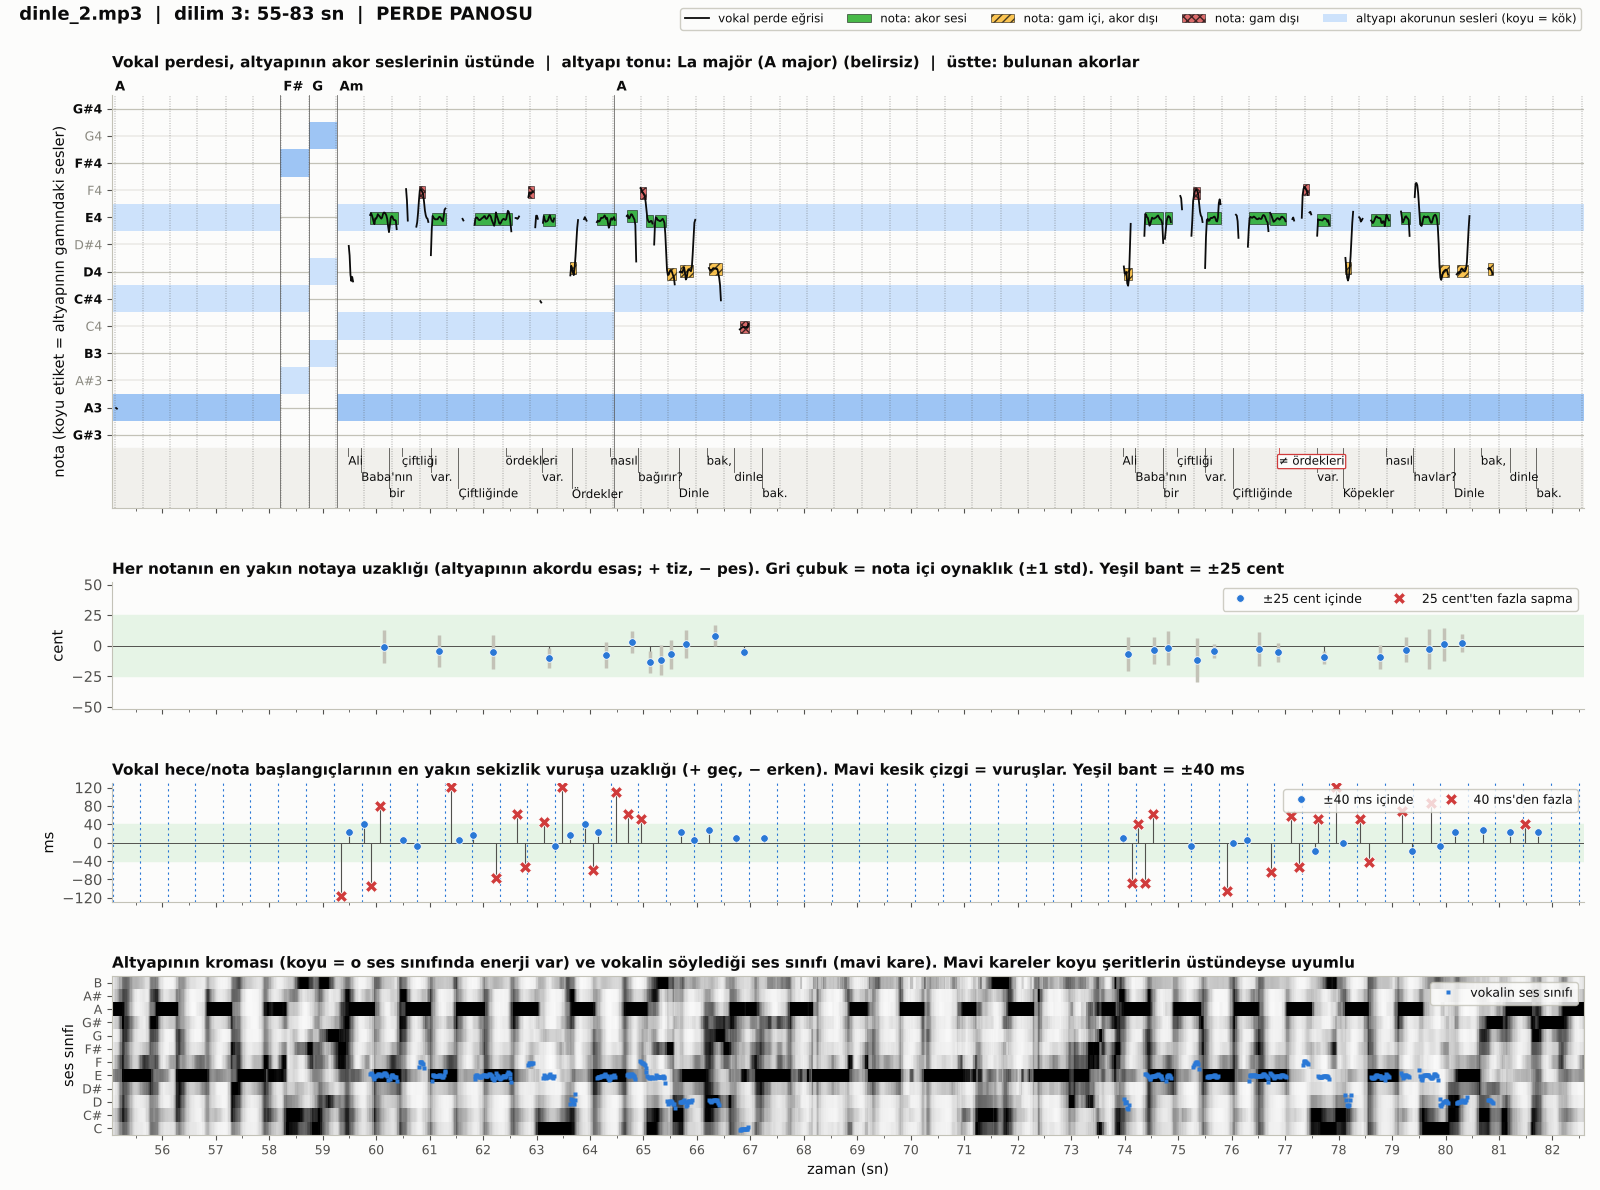 dinle_2.mp3 | dilim 3: 55-83 sn | PERDE PANOSU
vokal perde eğrisi nota: akor sesi nota: gam içi, akor dışı nota: gam dışı altyapı akorunun sesleri (koyu = kök)
Vokal perdesi, altyapının akor seslerinin üstünde | altyapı tonu: La majör (A major) (belirsiz) | üstte: bulunan akorlar
A F# G Am A
nota (koyu etiket = altyapının gamındaki sesler)
G#4
G4
F#4
F4
E4
D#4
D4
C#4
C4
B3
A#3
A3
G#3
Ali çiftliği ördekleri nasıl bak, Ali çiftliği ≠ ördekleri nasıl bak,
Baba'nın var. var. bağırır? dinle Baba'nın var. var. havlar? dinle
bir Çiftliğinde Ördekler Dinle bak. bir Çiftliğinde Köpekler Dinle bak.
Her notanın en yakın notaya uzaklığı (altyapının akordu esas; + tiz, − pes). Gri çubuk = nota içi oynaklık (±1 std). Yeşil bant = ±25 cent
±25 cent içinde 25 cent'ten fazla sapma
cent
50
25
0
−25
−50
Vokal hece/nota başlangıçlarının en yakın sekizlik vuruşa uzaklığı (+ geç, − erken). Mavi kesik çizgi = vuruşlar. Yeşil bant = ±40 ms
±40 ms içinde 40 ms'den fazla
ms
120
80
40
0
−40
−80
−120
Altyapının kroması (koyu = o ses sınıfında enerji var) ve vokalin söylediği ses sınıfı (mavi kare). Mavi kareler koyu şeritlerin üstündeyse uyumlu
vokalin ses sınıfı
ses sınıfı
B
A#
A
G#
G
F#
F
E
D#
D
C#
C
56 57 58 59 60 61 62 63 64 65 66 67 68 69 70 71 72 73 74 75 76 77 78 79 80 81 82
zaman (sn)